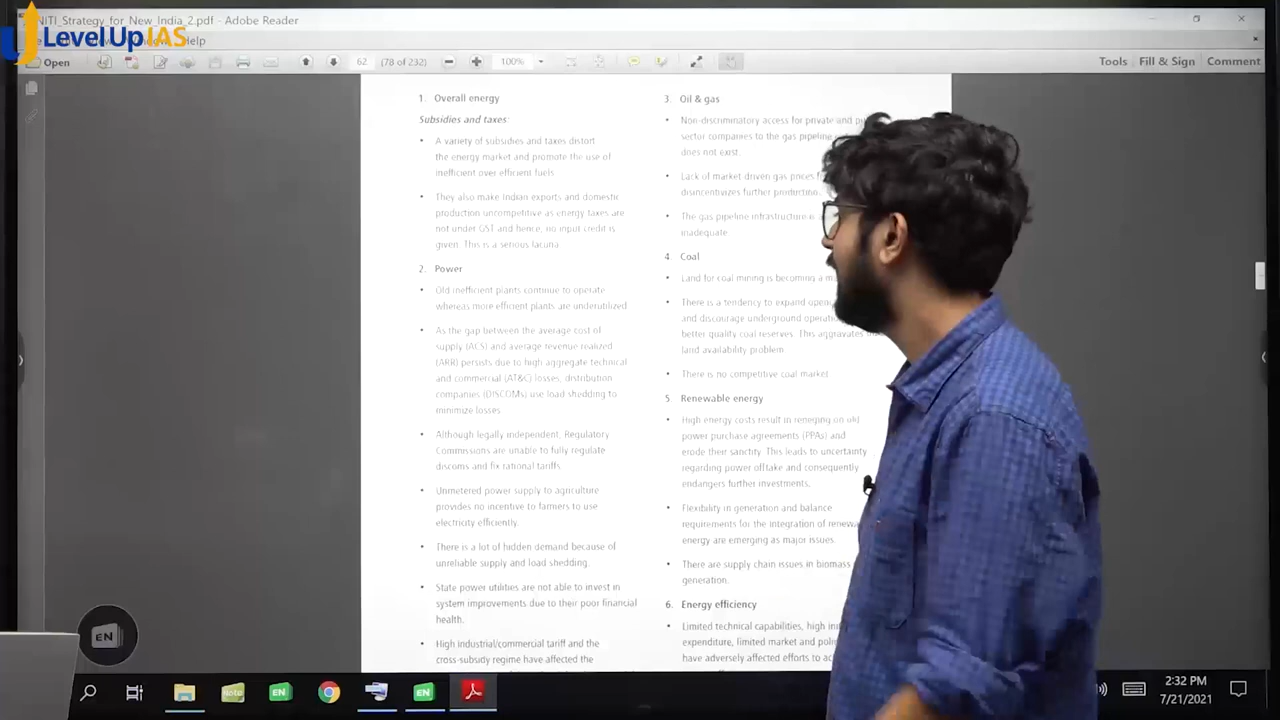 NITI_Strategy_for_New_India_2.pdf - Adobe Reader
LevelUp IAS
Help
Open
62
(78 of 232)
100%
Tools
Fill & Sign
Comment
1. Overall energy
Subsidies and taxes:
• A variety of subsidies and taxes distort
the energy market and promote the use of
inefficient over efficient fuels
• They also make Indian exports and domestic
production uncompetitive as energy taxes are
not under GST and hence, no input credit is
given. This is a serious lacuna
2. Power
• Old inefficient plants continue to operate
whereas more efficient plants are underutilized
• As the gap between the average cost of
supply (ACS) and average revenue realized
(ARR) persists due to high aggregate technical
and commercial (AT&C) losses, distribution
companies (DISCOMs) use load shedding to
minimize losses
• Although legally independent, Regulatory
Commissions are unable to fully regulate
discoms and fix rational tariffs
• Unmetered power supply to agriculture
provides no incentive to farmers to use
electricity efficiently.
• There is a lot of hidden demand because of
unreliable supply and load shedding.
• State power utilities are not able to invest in
system improvements due to their poor financial
health.
• High industrial/commercial tariff and the
cross-subsidy regime have affected the
3. Oil & gas
• Non-discriminatory access for private and
sector companies to the gas pipeline
does not exist.
• Lack of market driven gas prices
disincentivizes further production
• The gas pipeline infrastructure
inadequate
4. Coal
• Land for coal mining is becoming a
• There is a tendency to expand
and discourage underground
better quality coal reserves. This aggravates
land availability problem
• There is no competitive coal market
5. Renewable energy
• High energy costs result in reneging on old
power purchase agreements (PPAs) and
erode their sanctity. This leads to uncertainty
regarding power offtake and consequently
endangers further investments.
• Flexibility in generation and balance
requirements for the integration of
energy are emerging as major issues.
• There are supply chain issues in biomass
generation.
6. Energy efficiency
• Limited technical capabilities, high
expenditure, limited market and
have adversely affected efforts to
EN
note
EN
EN
2:32 PM
7/21/2021